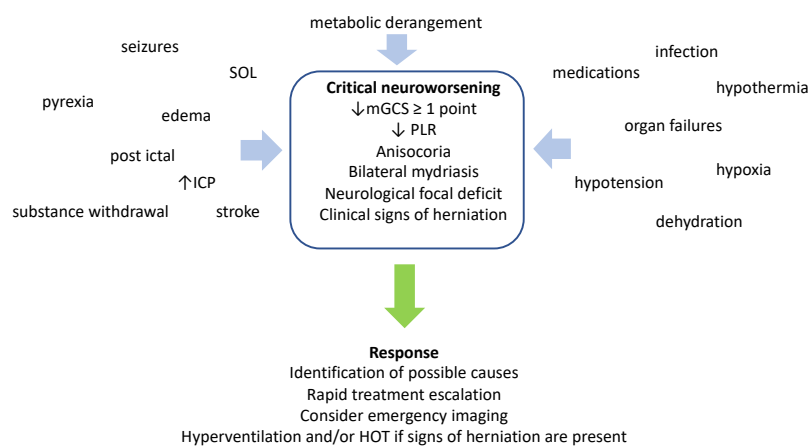 metabolic derangement
seizures
SOL
pyrexia
edema
post ictal
↑ICP
substance withdrawal
stroke
Critical neuroworsening
↓mGCS ≥ 1 point
↓ PLR
Anisocoria
Bilateral mydriasis
Neurological focal deficit
Clinical signs of herniation
infection
medications
hypothermia
organ failures
hypoxia
hypotension
dehydration
Response
Identification of possible causes
Rapid treatment escalation
Consider emergency imaging
Hyperventilation and/or HOT if signs of herniation are present